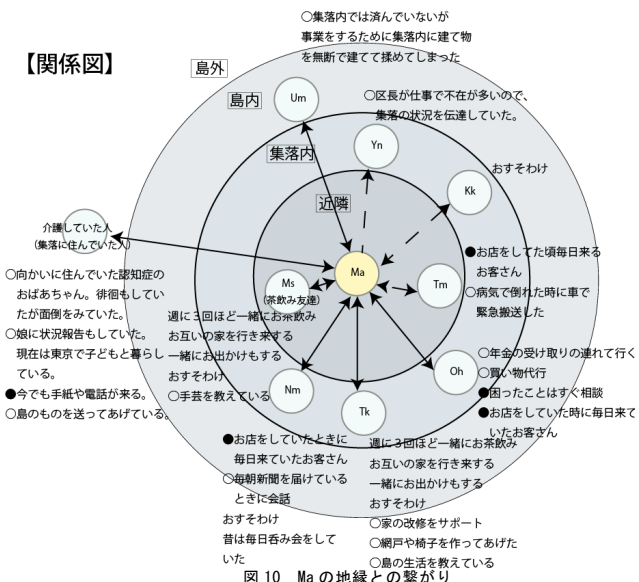 ○集落内では済んでいないが
事業をするために集落内に建て物
を無断で建てて揉めてしまった
【関係図】
島外
島内
Um
○区長が仕事で不在が多いので、
集落の状況を伝達していた。
集落内
Yn
おすそわけ
Kk
近隣
介護していた人
(集落に住んでいた人)
Ma
●お店をしてた頃毎日来る
お客さん
○病気で倒れた時に車で
緊急搬送した
Ms
(茶飲み友達)
Tm
○向かいに住んでいた認知症の
おばあちゃん。徘徊もしてい
たが面倒をみていた。
○娘に状況報告もしていた。
現在は東京で子どもと暮らし
ている。
●今でも手紙や電話が来る。
○島のものを送ってあげている。
週に３回ほど一緒にお茶飲み
お互いの家を行き来する
一緒にお出かけもする
おすそわけ
○手芸を教えている
Nm
Tk
Oh
○年金の受け取りの連れて行く
○買い物代行
●困ったことはすぐ相談
●お店をしていた時に毎日来て
いたお客さん
●お店をしていたときに
毎日来ていたお客さん
○毎朝新聞を届けている
ときに会話
おすそわけ
昔は毎日呑み会をして
いた
週に３回ほど一緒にお茶飲み
お互いの家を行き来する
一緒にお出かけもする
おすそわけ
○家の改修をサポート
○網戸や椅子を作ってあげた
○島の生活を教えている
図 10 Ma の地縁との繋がり